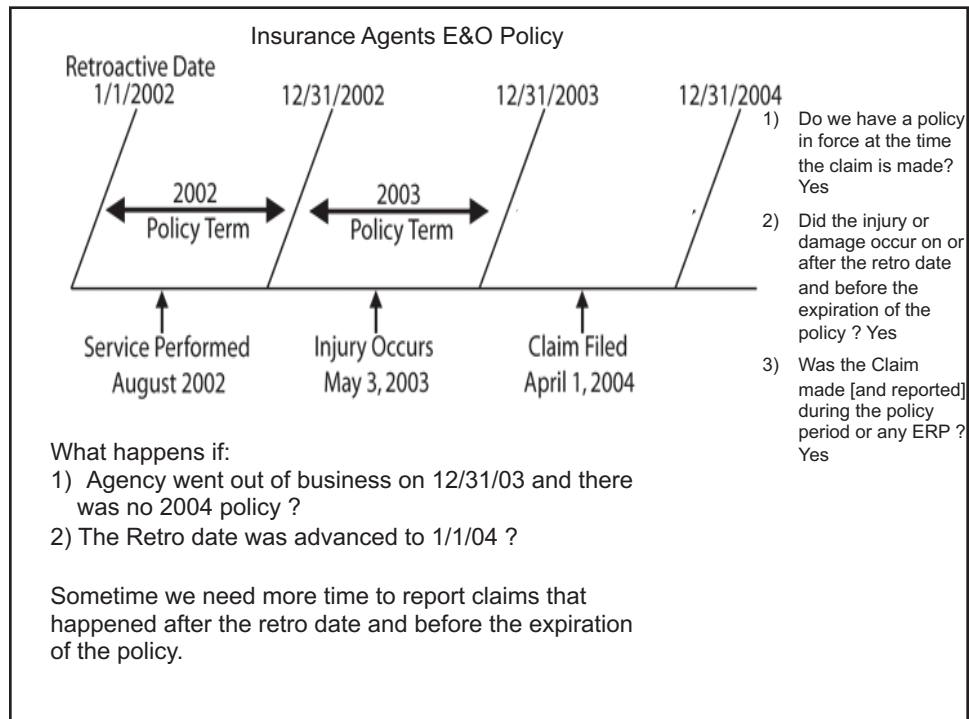 Insurance Agents E&O Policy
Retroactive Date
1/1/2002 12/31/2002 12/31/2003 12/31/2004
2002
Policy Term
2003
Policy Term
Service Performed
August 2002
Injury Occurs
May 3, 2003
Claim Filed
April 1, 2004
1) Do we have a policy
in force at the time
the claim is made?
Yes
2) Did the injury or
damage occur on or
after the retro date
and before the
expiration of the
policy ? Yes
3) Was the Claim
made [and reported]
during the policy
period or any ERP ?
Yes
What happens if:
1) Agency went out of business on 12/31/03 and there
was no 2004 policy ?
2) The Retro date was advanced to 1/1/04 ?
Sometime we need more time to report claims that
happened after the retro date and before the expiration
of the policy.